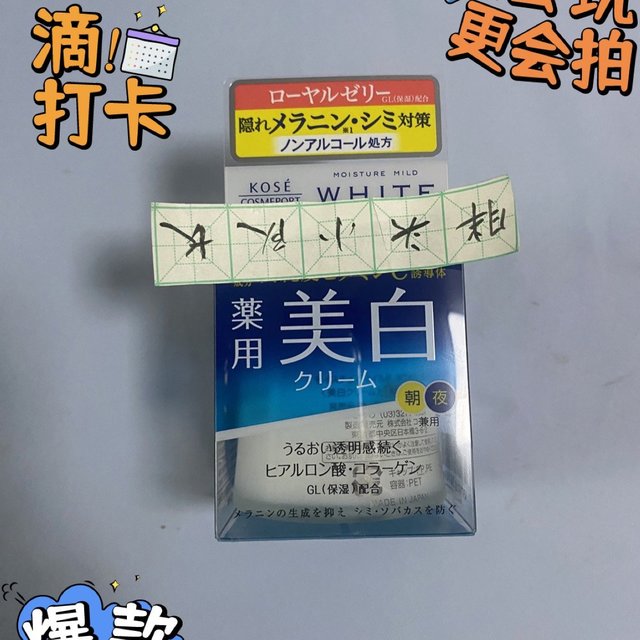 滴!
打卡
更会拍
ローヤルゼリー
GL(保湿)配合
隠れメラニン・シミ対策
※1
ノンアルコール処方
MOISTURE MILD
KOSÉ
COSMEPORT
WHITE
胖头小队长
誘導体
薬用
美白
クリーム
朝 夜
兼用
うるおい透明感続く
ヒアルロン酸・コラーゲン
GL(保湿)配合
容器:PET
MADE IN JAPAN
メラニンの生成を抑え シミ・ソバカスを防ぐ
爆款